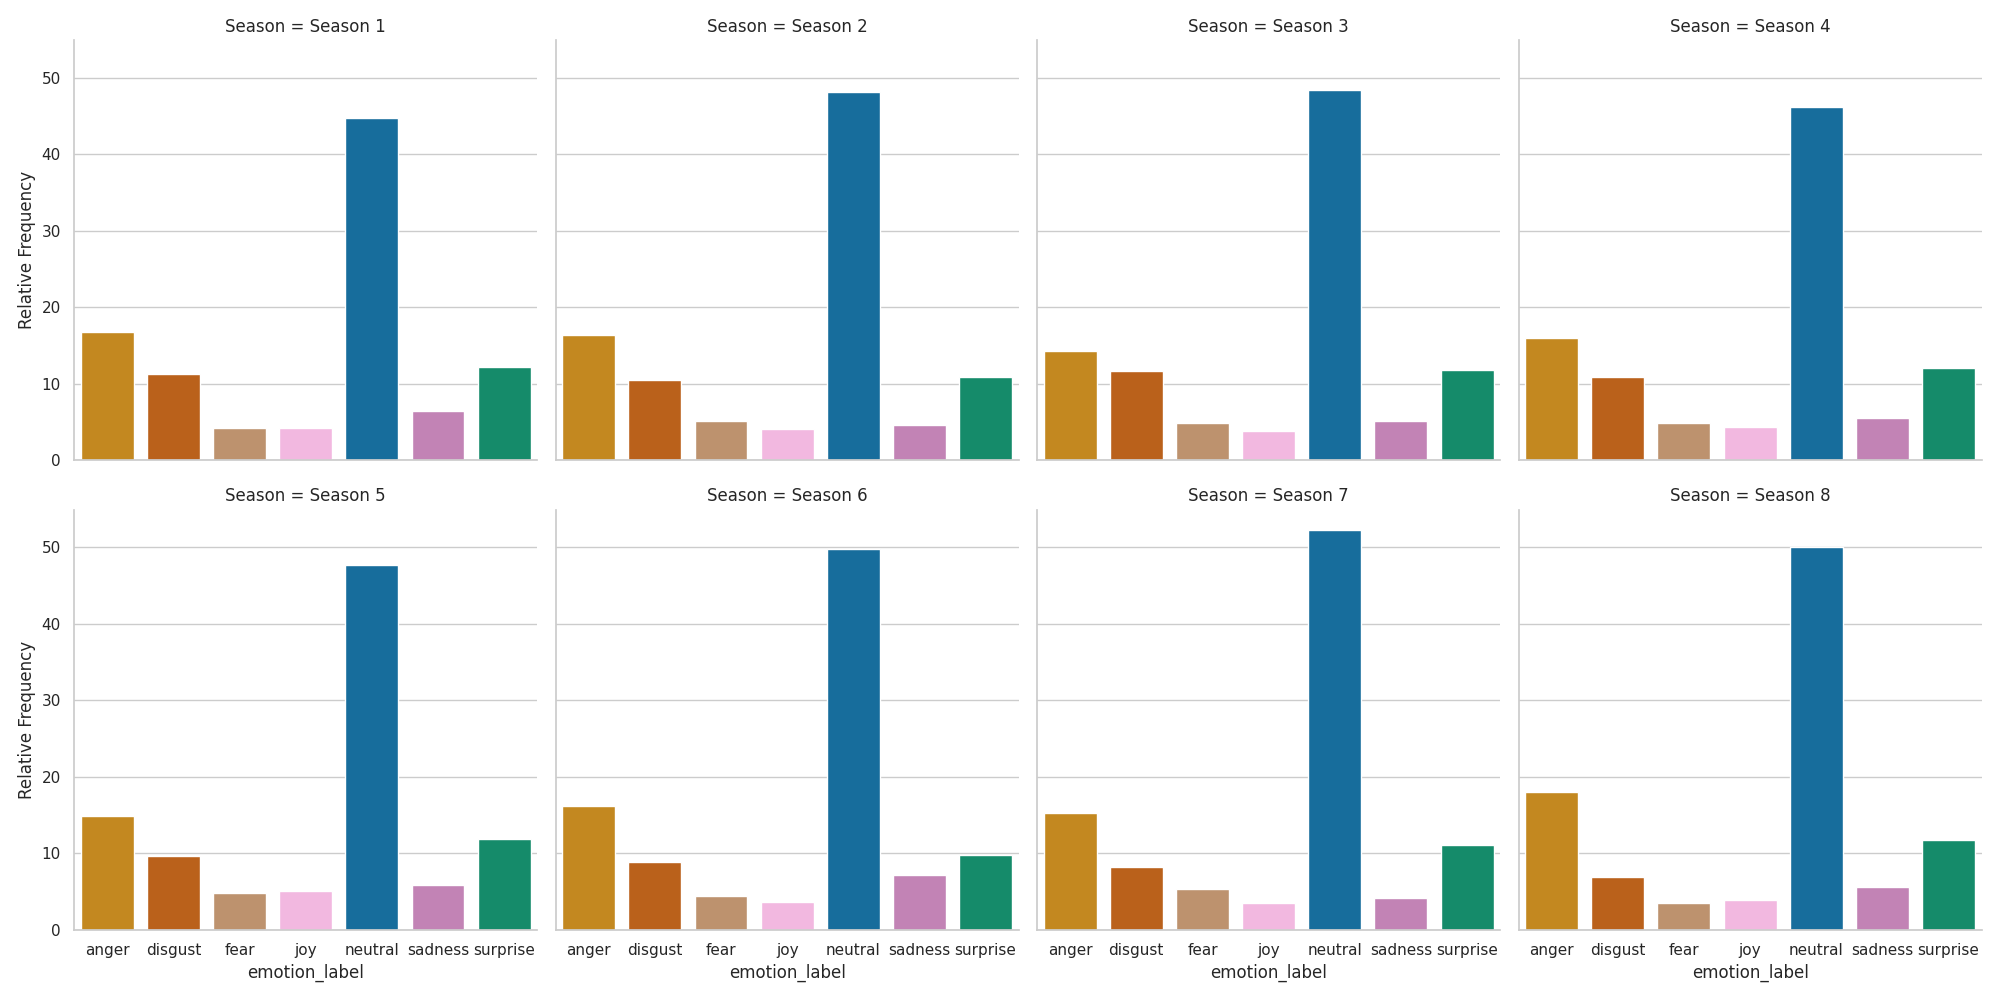 Season = Season 1
Season = Season 2
Season = Season 3
Season = Season 4
50
40
30
20
10
0
Relative Frequency
Season = Season 5
Season = Season 6
Season = Season 7
Season = Season 8
50
40
30
20
10
0
Relative Frequency
anger disgust fear joy neutral sadness surprise
anger disgust fear joy neutral sadness surprise
anger disgust fear joy neutral sadness surprise
anger disgust fear joy neutral sadness surprise
emotion_label
emotion_label
emotion_label
emotion_label